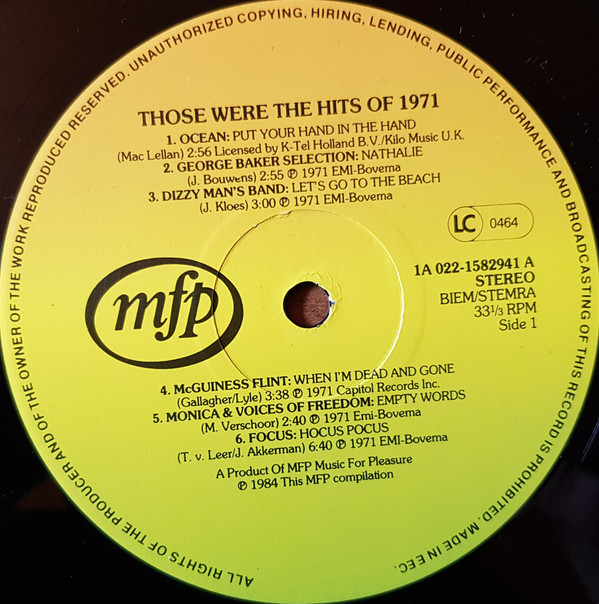 ALL RIGHTS OF THE PRODUCER AND OF THE OWNER OF THE WORK REPRODUCED RESERVED. UNAUTHORIZED COPYING, HIRING, LENDING, PUBLIC PERFORMANCE AND BROADCASTING OF THIS RECORD IS PROHIBITED. MADE IN EEC.
THOSE WERE THE HITS OF 1971
1. OCEAN: PUT YOUR HAND IN THE HAND
(Mac Lellan) 2:56 Licensed by K-Tel Holland B.V./Kilo Music U.K.
2. GEORGE BAKER SELECTION: NATHALIE
(J. Bouwens) 2:55 ℗ 1971 EMI-Bovema
3. DIZZY MAN'S BAND: LET'S GO TO THE BEACH
(J. Kloes) 3:00 ℗ 1971 EMI-Bovema
LC 0464
1A 022-1582941 A
STEREO
BIEM/STEMRA
33 1/3 RPM
Side 1
mfp
4. McGUINESS FLINT: WHEN I'M DEAD AND GONE
(Gallagher/Lyle) 3:38 ℗ 1971 Capitol Records Inc.
5. MONICA & VOICES OF FREEDOM: EMPTY WORDS
(M. Verschoor) 2:40 ℗ 1971 Emi-Bovema
6. FOCUS: HOCUS POCUS
(T. v. Leer/J. Akkerman) 6:40 ℗ 1971 EMI-Bovema
A Product Of MFP Music For Pleasure
℗ 1984 This MFP compilation